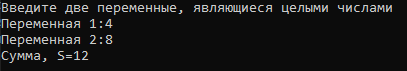 Введите две переменные, являющиеся целыми числами
Переменная 1:4
Переменная 2:8
Сумма, S=12